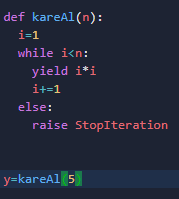 def kareAl(n):
  i=1
  while i<n:
    yield i*i
    i+=1
  else:
    raise StopIteration

y=kareAl(5)